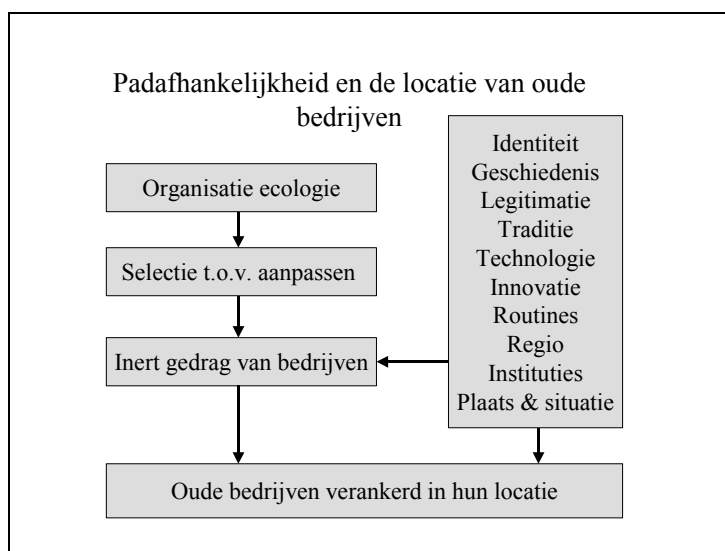 Padafhankelijkheid en de locatie van oude
bedrijven
Organisatie ecologie
Selectie t.o.v. aanpassen
Inert gedrag van bedrijven
Identiteit
Geschiedenis
Legitimatie
Traditie
Technologie
Innovatie
Routines
Regio
Instituties
Plaats & situatie
Oude bedrijven verankerd in hun locatie